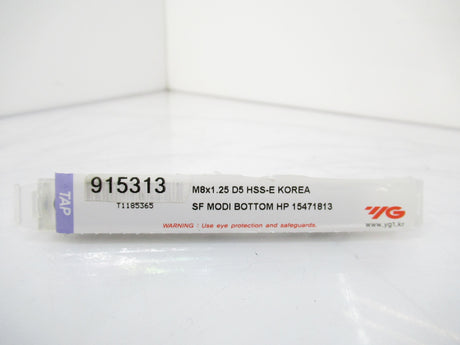 TAP
915313
T1185365
M8x1.25 D5 HSS-E KOREA
SF MODI BOTTOM HP 15471813
WARNING : Use eye protection and safeguards.
YG
www.yg1.kr